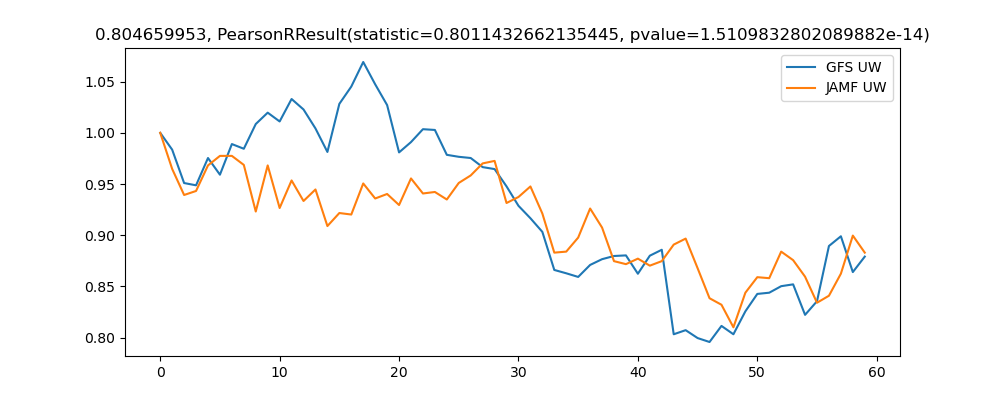 0.804659953, PearsonRResult(statistic=0.8011432662135445, pvalue=1.5109832802089882e-14)
GFS UW
JAMF UW
1.05
1.00
0.95
0.90
0.85
0.80
0 10 20 30 40 50 60